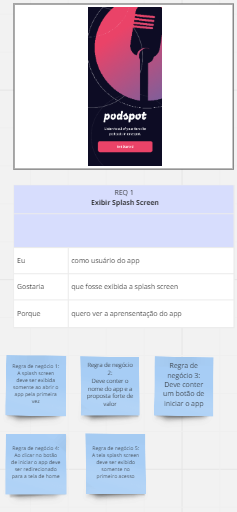 podspot
REQ 1
Exibir Splash Screen
Eu
como usuário do app
Gostaria
que fosse exibida a splash screen
Porque
quero ver a aprensentação do app
Regra de negócio 1:
A splash screen
deve ser exibida
somente ao abrir o
app pela primeira
vez
Regra de negócio
2:
Deve conter o
nome do app e a
proposta forte de
valor
Regra de
negócio 3:
Deve conter
um botão de
iniciar o app
Regra de negócio 4:
Ao clicar no botão
de iniciar o app deve
ser redirecionado
para a tela de home
Regra de negócio 5:
A tela splash screen
deve ser exibida
somente no
primeiro acesso